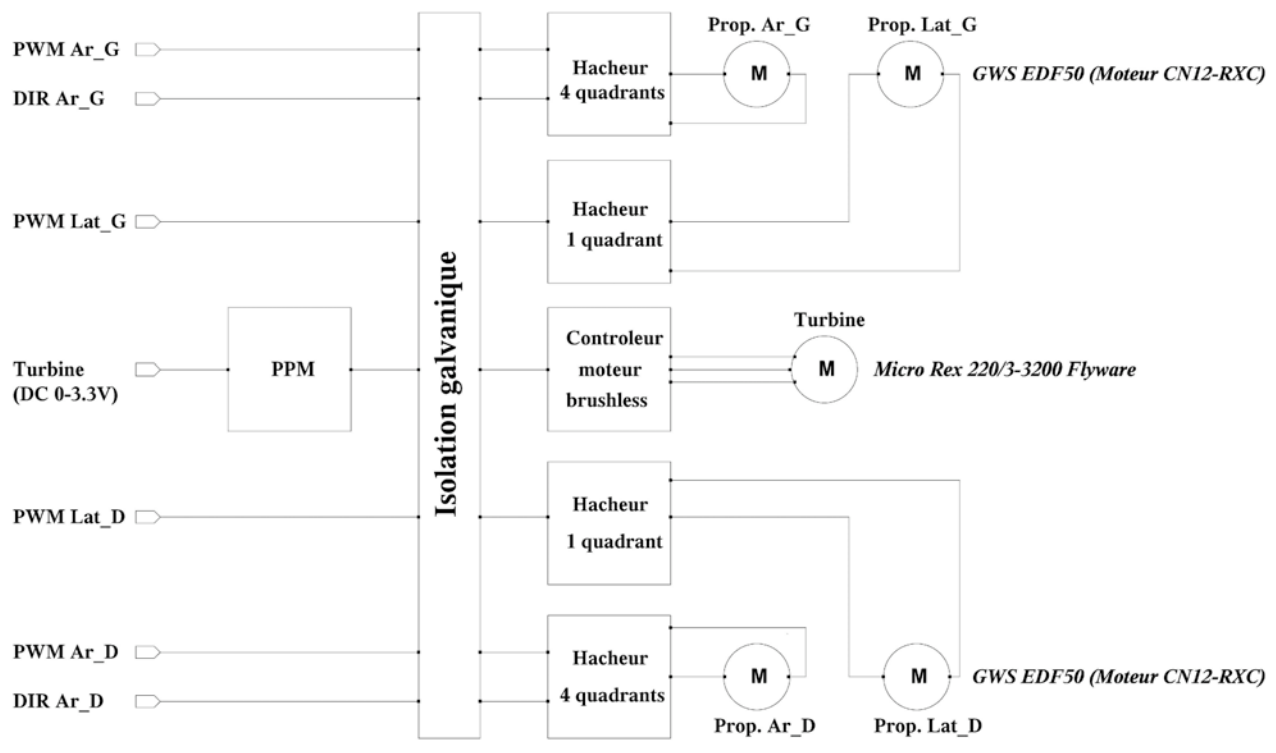 Prop. Ar_G
Prop. Lat_G
PWM Ar_G
DIR Ar_G
Hacheur
4 quadrants
M
M
GWS EDF50 (Moteur CN12-RXC)
PWM Lat_G
Hacheur
1 quadrant
Isolation galvanique
Turbine
(DC 0-3.3V)
PPM
Controleur
moteur
brushless
Turbine
M
Micro Rex 220/3-3200 Flyware
PWM Lat_D
Hacheur
1 quadrant
PWM Ar_D
DIR Ar_D
Hacheur
4 quadrants
M
M
GWS EDF50 (Moteur CN12-RXC)
Prop. Ar_D
Prop. Lat_D